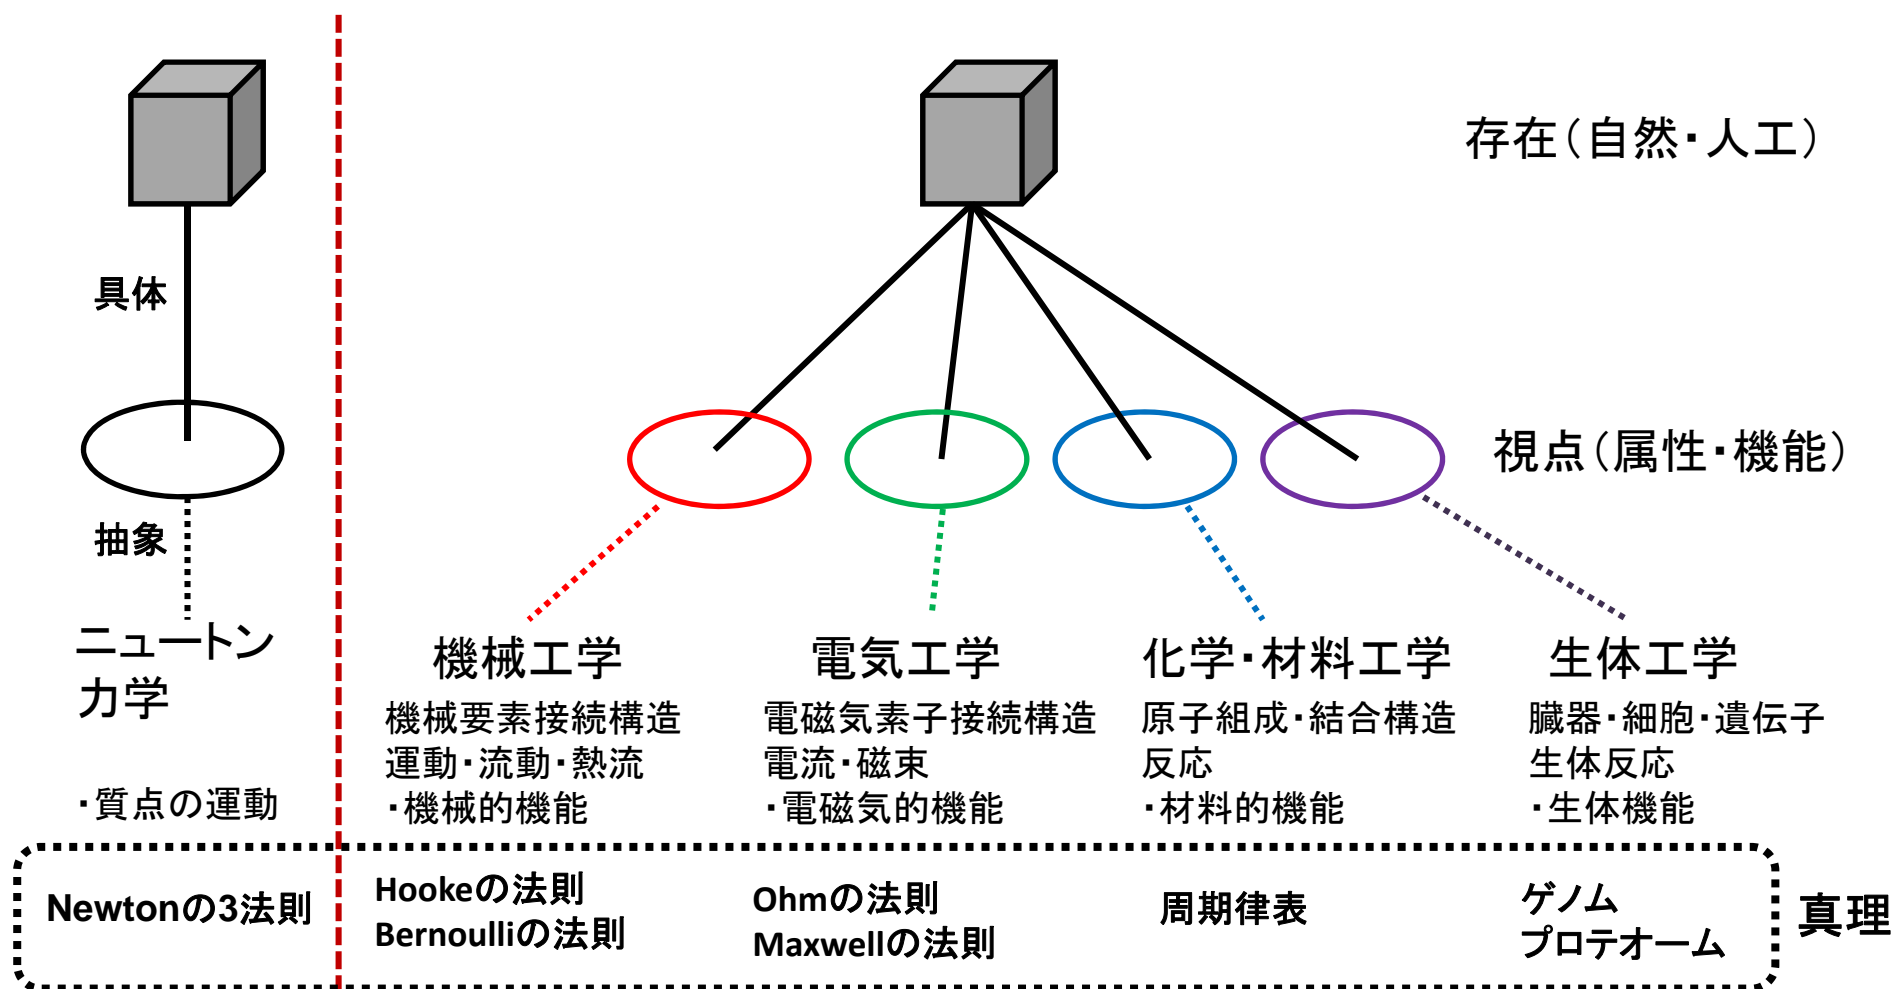 存在(自然・人工)
具体
視点(属性・機能)
抽象
ニュートン
力学
・質点の運動
機械工学
機械要素接続構造
運動・流動・熱流
・機械的機能
電気工学
電磁気素子接続構造
電流・磁束
・電磁気的機能
化学・材料工学
原子組成・結合構造
反応
・材料的機能
生体工学
臓器・細胞・遺伝子
生体反応
・生体機能
Newtonの3法則
Hookeの法則
Bernoulliの法則
Ohmの法則
Maxwellの法則
周期律表
ゲノム
プロテオーム
真理